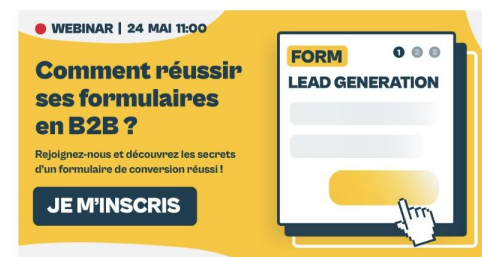 WEBINAR | 24 MAI 11:00
Comment réussir
ses formulaires
en B2B ?
Rejoignez-nous et découvrez les secrets
d'un formulaire de conversion réussi !
JE M'INSCRIS
FORM
1 2 3
LEAD GENERATION